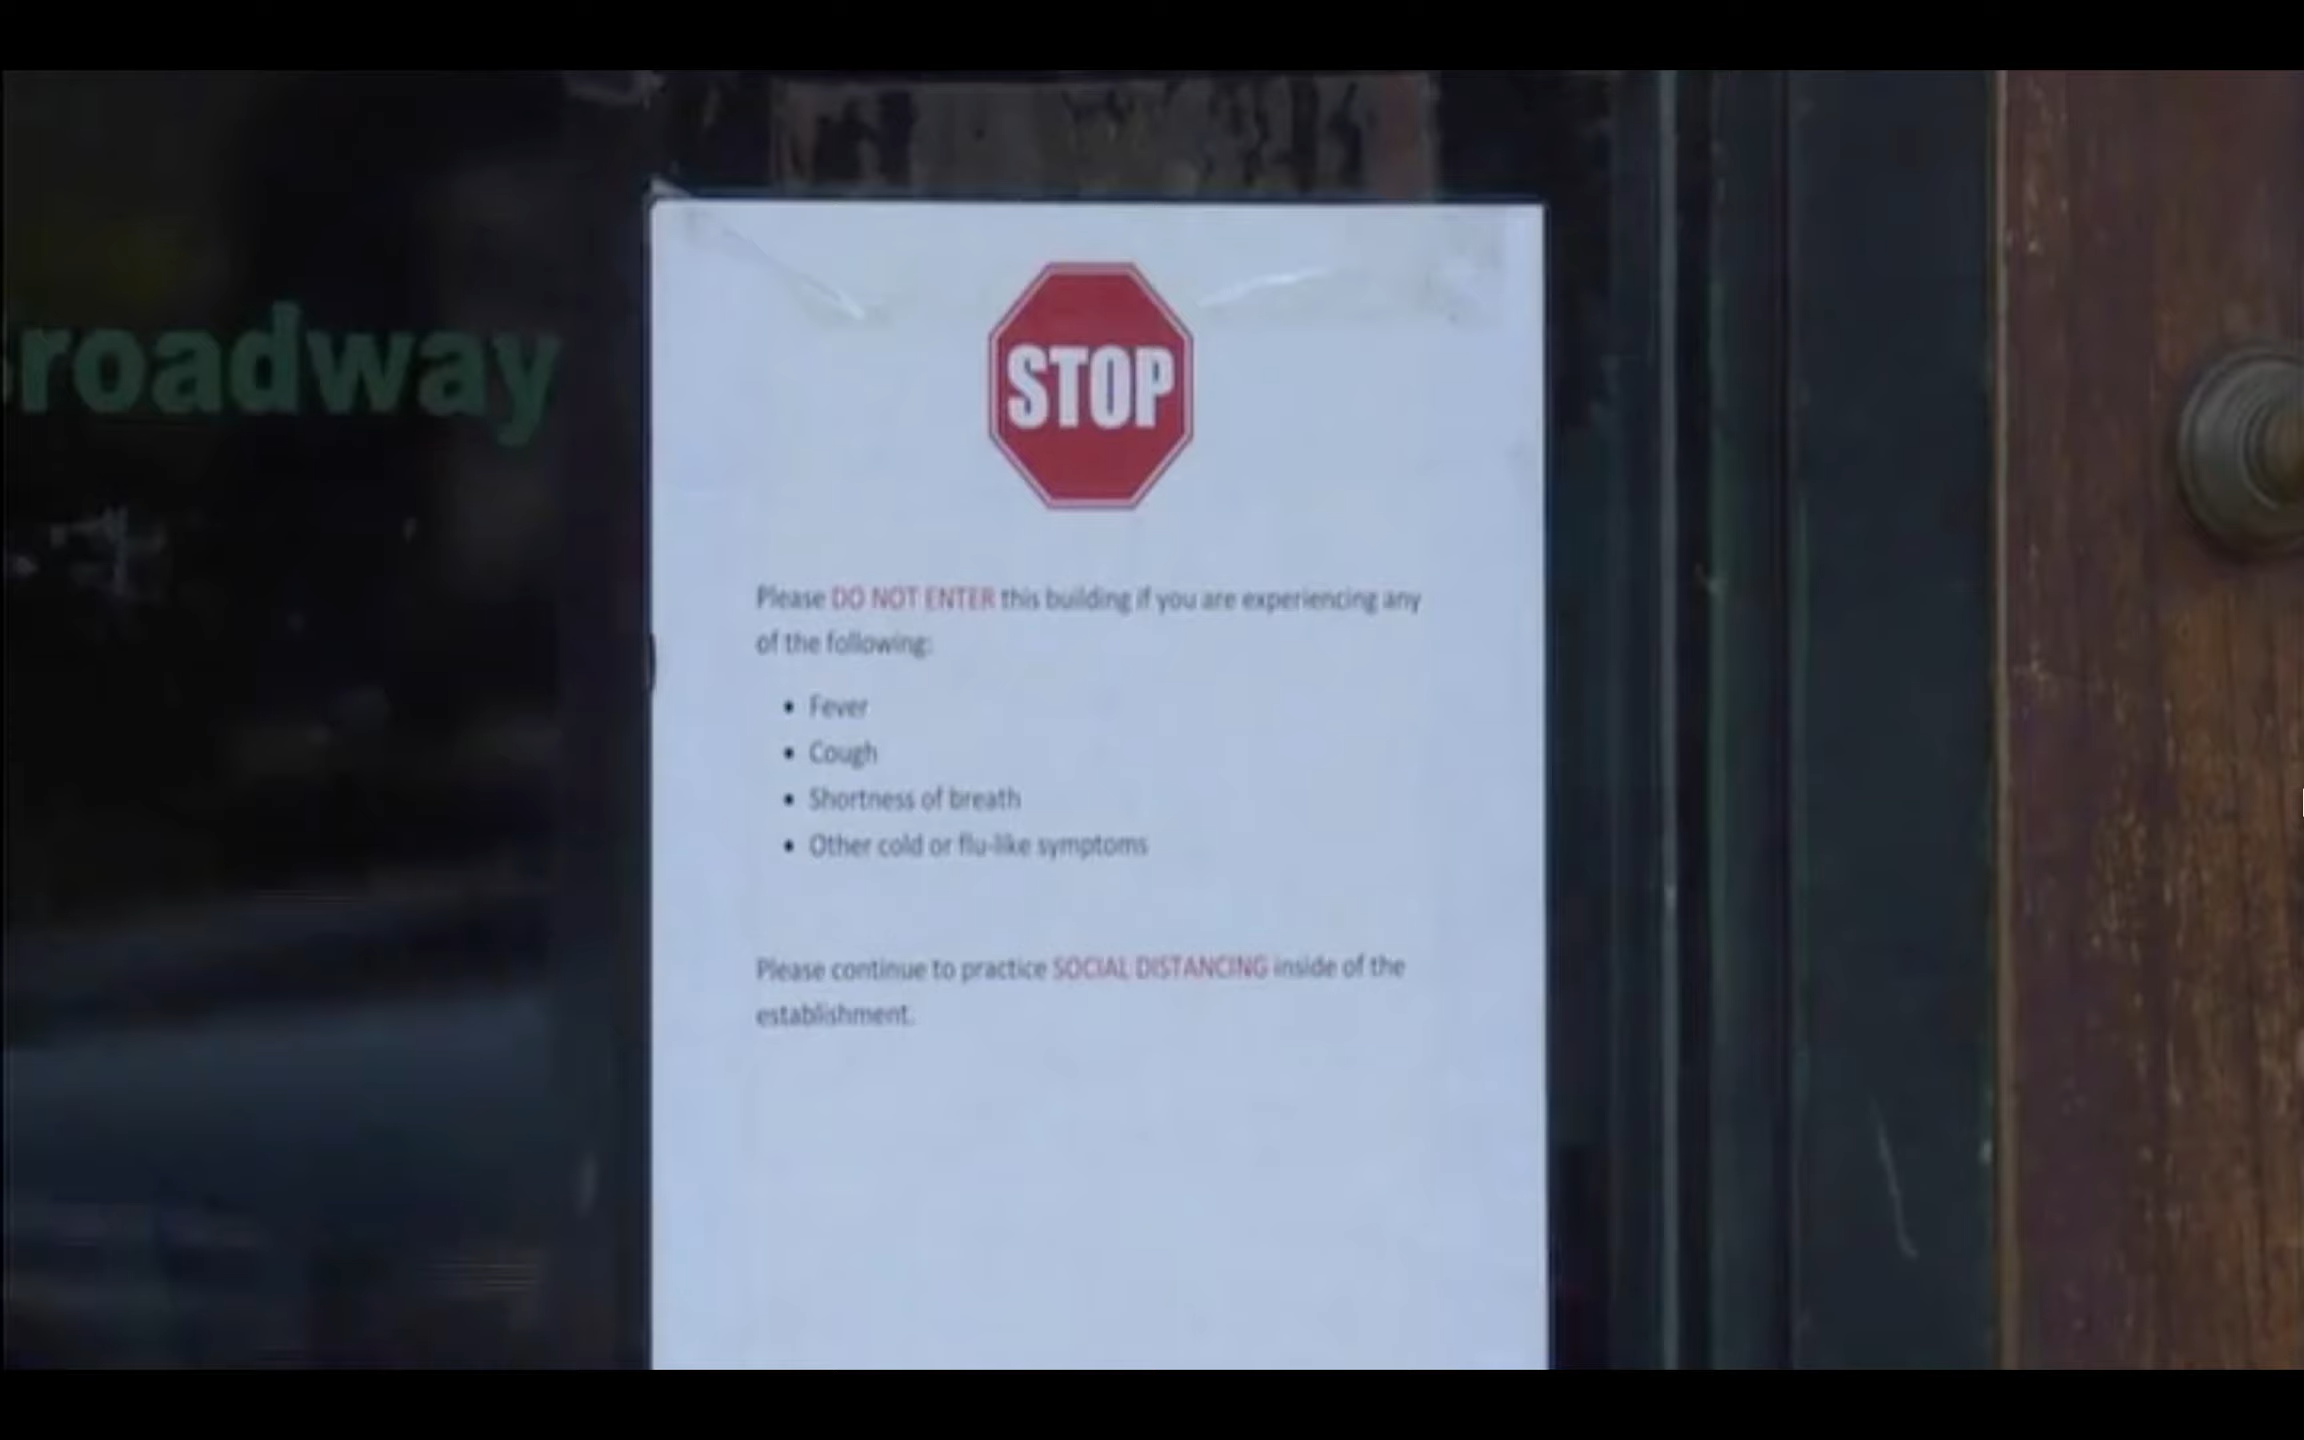 Broadway
STOP
Please DO NOT ENTER this building if you are experiencing any
of the following:
• Fever
• Cough
• Shortness of breath
• Other cold or flu-like symptoms
Please continue to practice SOCIAL DISTANCING inside of the
establishment.